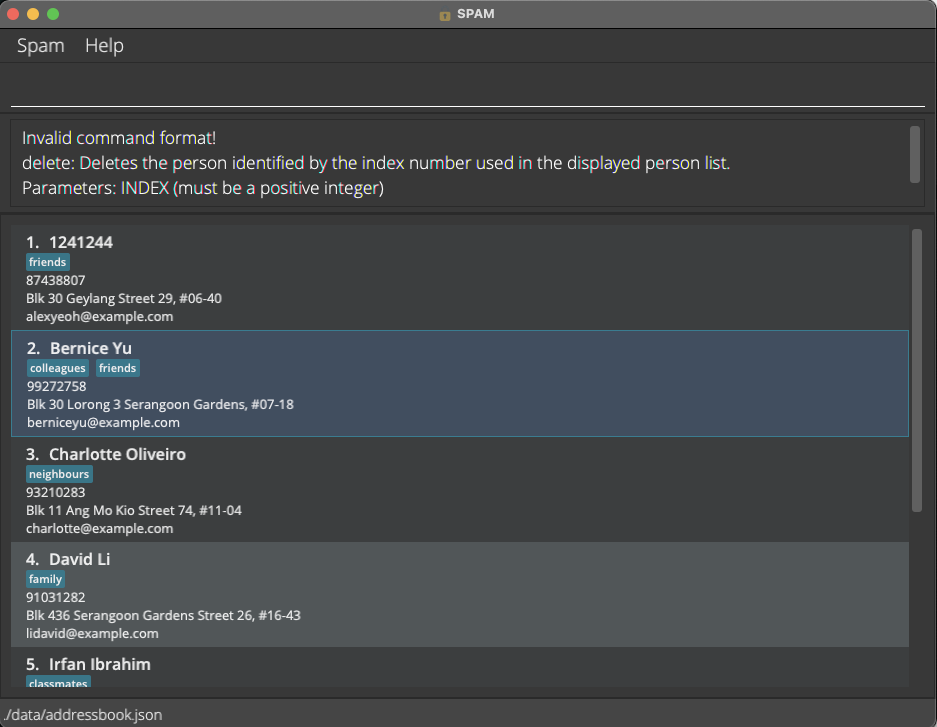 SPAM
Spam Help
Invalid command format!
delete: Deletes the person identified by the index number used in the displayed person list.
Parameters: INDEX (must be a positive integer)
1. 1241244
friends
87438807
Blk 30 Geylang Street 29, #06-40
alexyeoh@example.com
2. Bernice Yu
colleagues friends
99272758
Blk 30 Lorong 3 Serangoon Gardens, #07-18
berniceyu@example.com
3. Charlotte Oliveiro
neighbours
93210283
Blk 11 Ang Mo Kio Street 74, #11-04
charlotte@example.com
4. David Li
family
91031282
Blk 436 Serangoon Gardens Street 26, #16-43
lidavid@example.com
5. Irfan Ibrahim
classmates
./data/addressbook.json